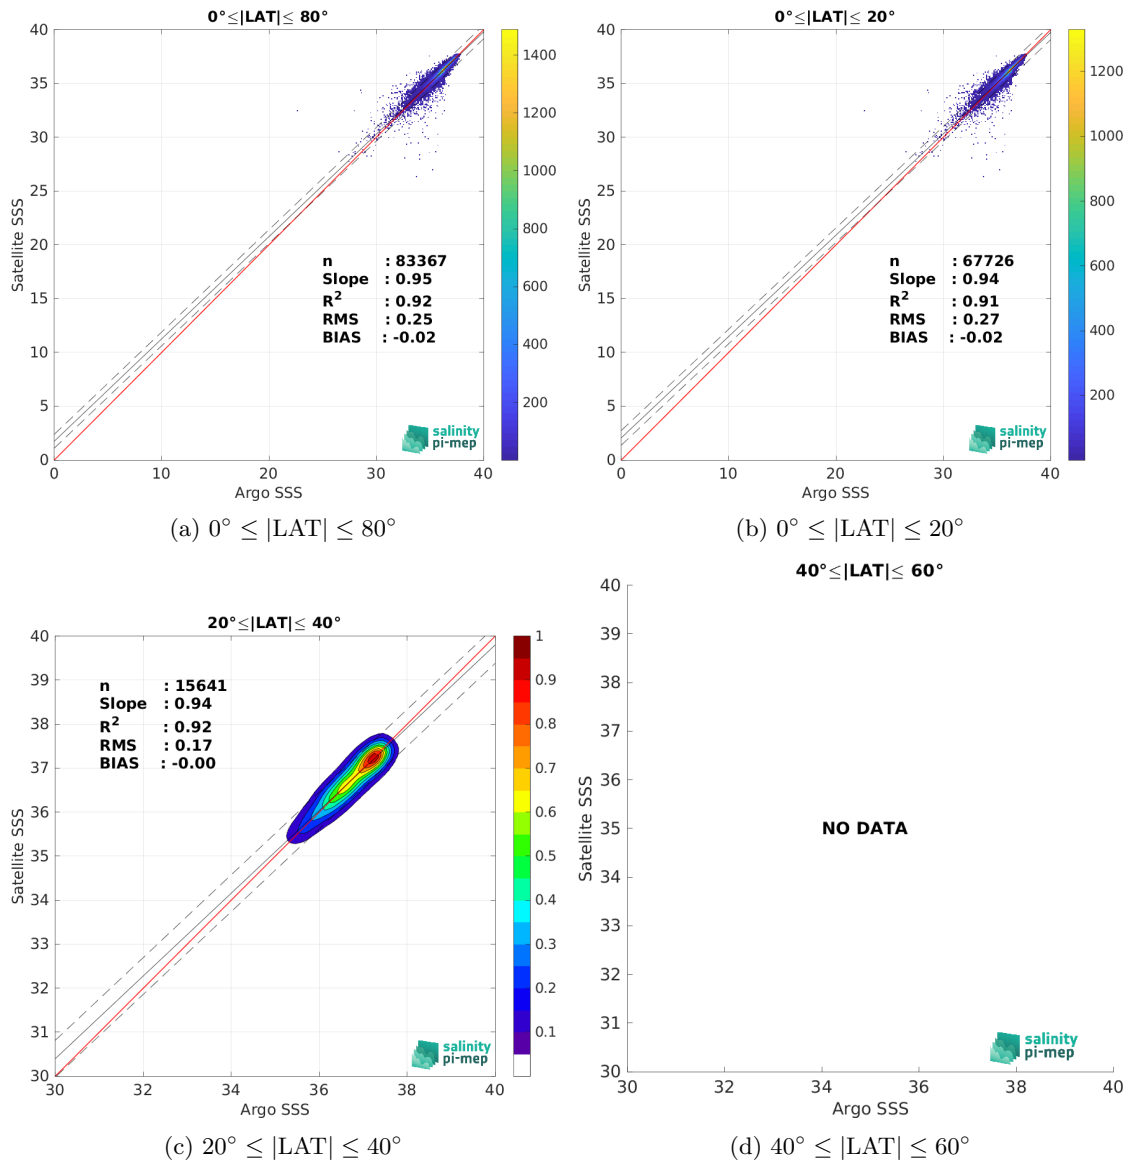 0°≤|LAT|≤ 80°
40
35
30
25
20
15
10
5
0
Satellite SSS
n : 83367
Slope : 0.95
R² : 0.92
RMS : 0.25
BIAS : -0.02
salinity
pi-mep
0 10 20 30 40
Argo SSS
1400
1200
1000
800
600
400
200
(a) 0° ≤ |LAT| ≤ 80°
0°≤|LAT|≤ 20°
40
35
30
25
20
15
10
5
0
Satellite SSS
n : 67726
Slope : 0.94
R² : 0.91
RMS : 0.27
BIAS : -0.02
salinity
pi-mep
0 10 20 30 40
Argo SSS
1200
1000
800
600
400
200
(b) 0° ≤ |LAT| ≤ 20°
20°≤|LAT|≤ 40°
40
39
38
37
36
35
34
33
32
31
30
Satellite SSS
n : 15641
Slope : 0.94
R² : 0.92
RMS : 0.17
BIAS : -0.00
salinity
pi-mep
30 32 34 36 38 40
Argo SSS
1
0.9
0.8
0.7
0.6
0.5
0.4
0.3
0.2
0.1
(c) 20° ≤ |LAT| ≤ 40°
40°≤|LAT|≤ 60°
40
39
38
37
36
35
34
33
32
31
30
Satellite SSS
NO DATA
salinity
pi-mep
30 32 34 36 38 40
Argo SSS
(d) 40° ≤ |LAT| ≤ 60°